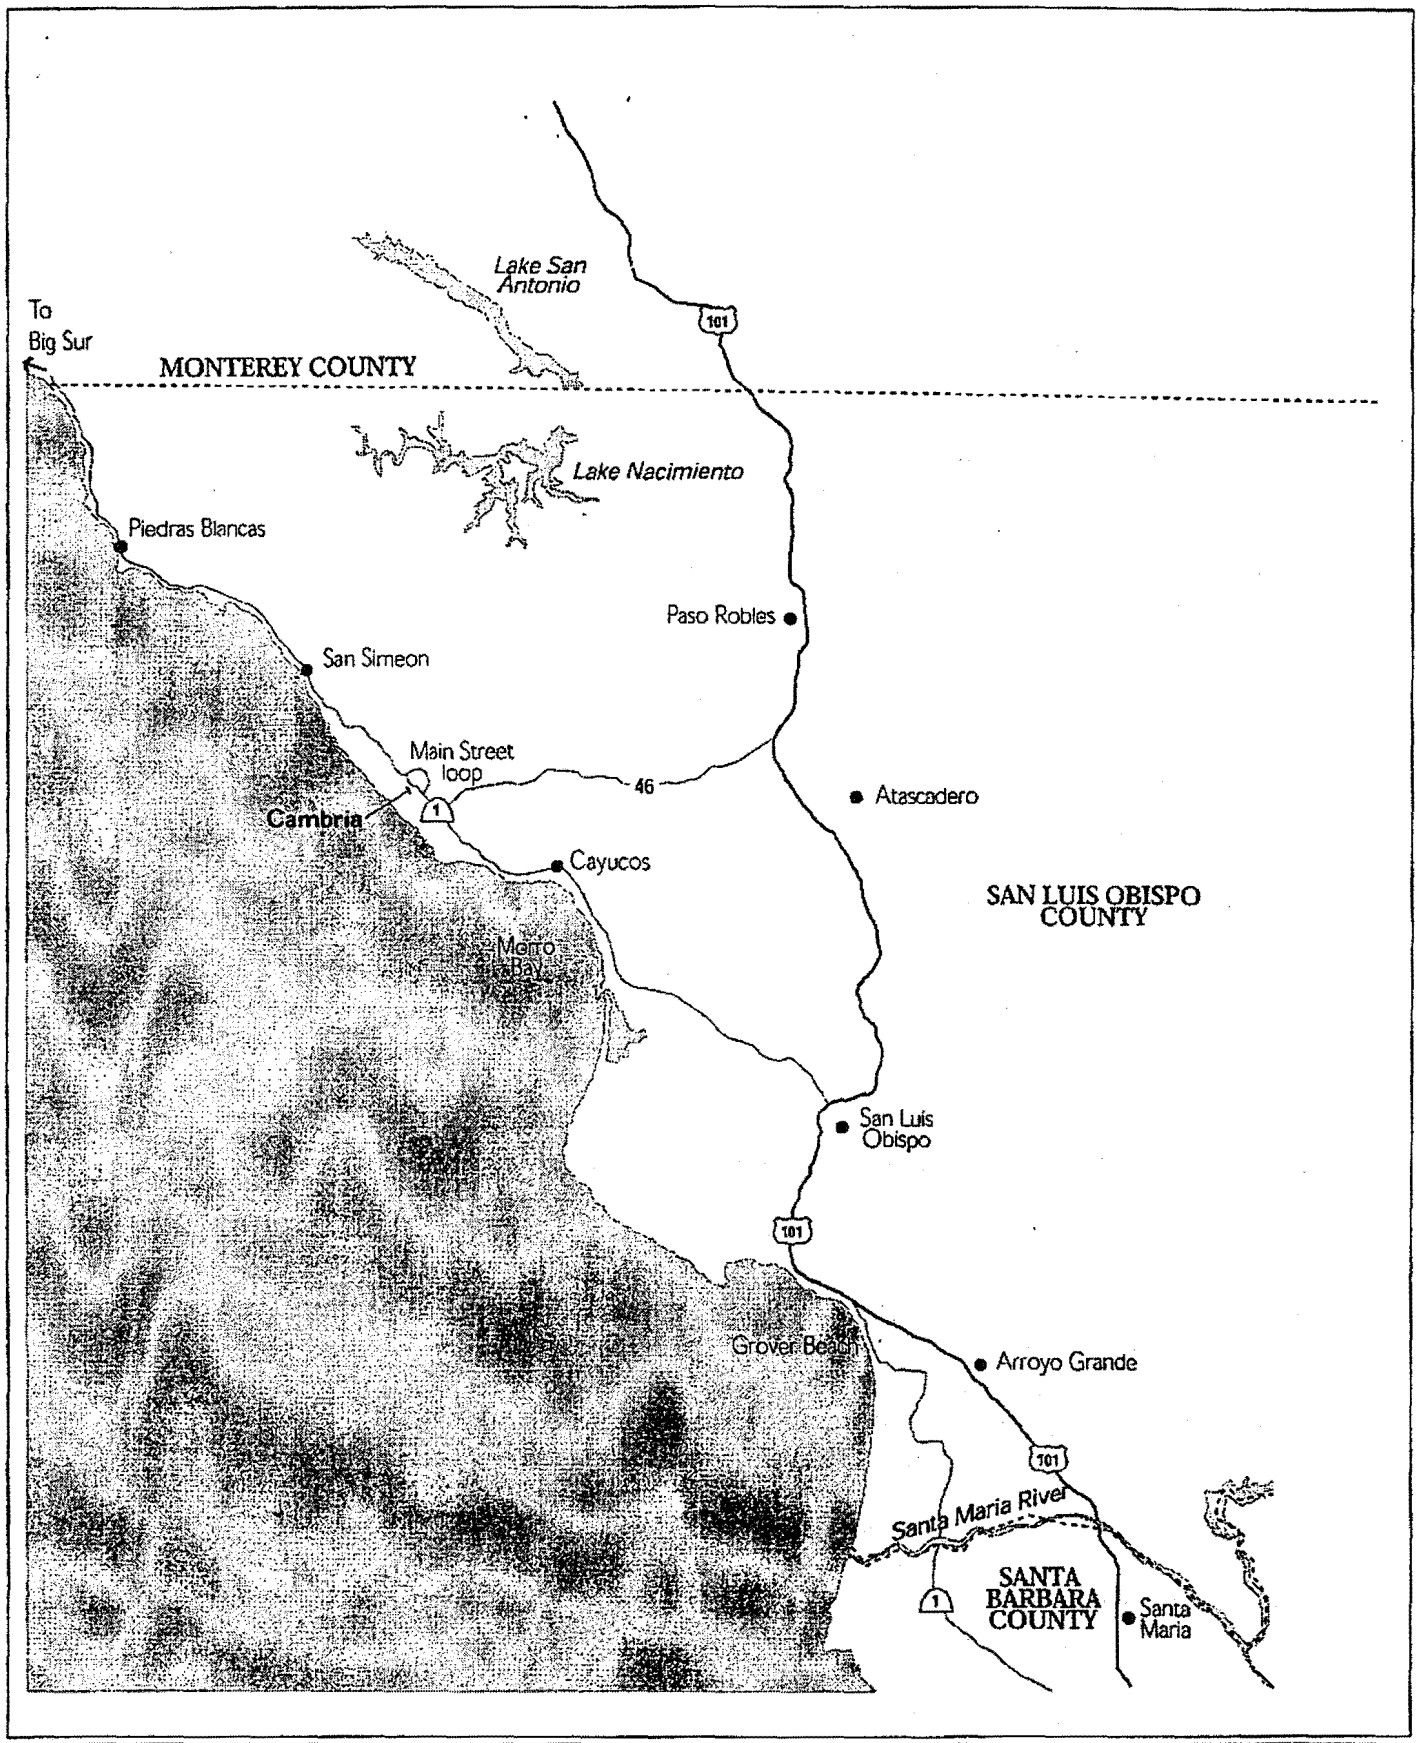 Lake San
Antonio
101
To
Big Sur
MONTEREY COUNTY
Lake Nacimiento
Piedras Blancas
Paso Robles
San Simeon
Main Street
loop
46
Atascadero
Cambria
1
Cayucos
SAN LUIS OBISPO
COUNTY
Morro
Bay
San Luis
Obispo
101
Grover Beach
Arroyo Grande
101
Santa Maria River
SANTA
BARBARA
COUNTY
1
Santa
Maria